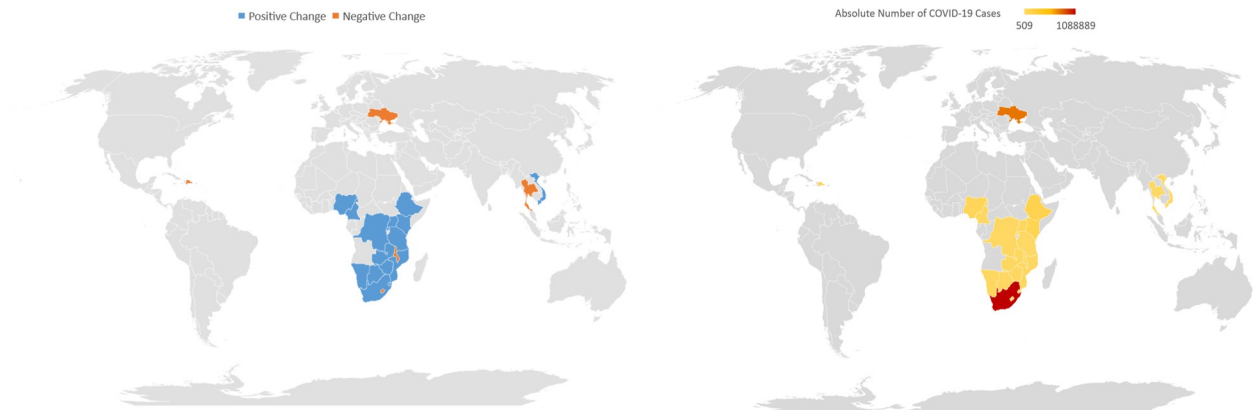 Positive Change Negative Change
Absolute Number of COVID-19 Cases
509 1088889